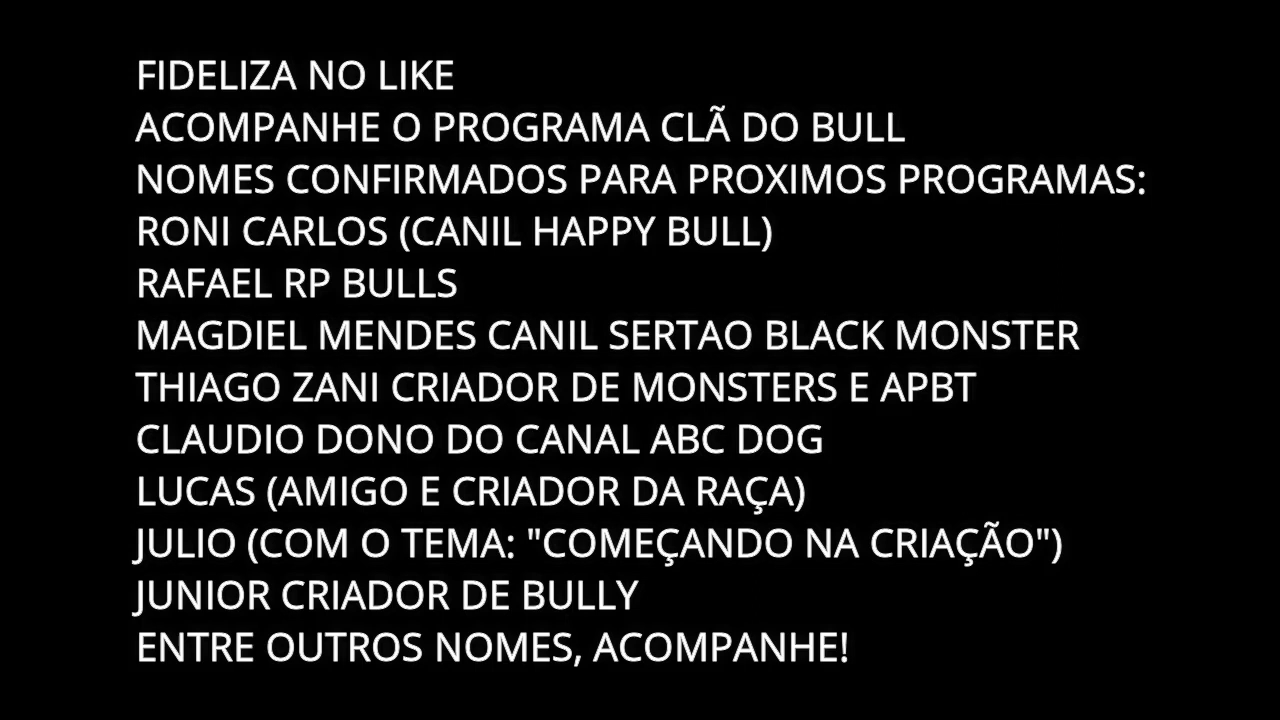 FIDELIZA NO LIKE
ACOMPANHE O PROGRAMA CLÃ DO BULL
NOMES CONFIRMADOS PARA PROXIMOS PROGRAMAS:
RONI CARLOS (CANIL HAPPY BULL)
RAFAEL RP BULLS
MAGDIEL MENDES CANIL SERTAO BLACK MONSTER
THIAGO ZANI CRIADOR DE MONSTERS E APBT
CLAUDIO DONO DO CANAL ABC DOG
LUCAS (AMIGO E CRIADOR DA RAÇA)
JULIO (COM O TEMA: "COMEÇANDO NA CRIAÇÃO")
JUNIOR CRIADOR DE BULLY
ENTRE OUTROS NOMES, ACOMPANHE!